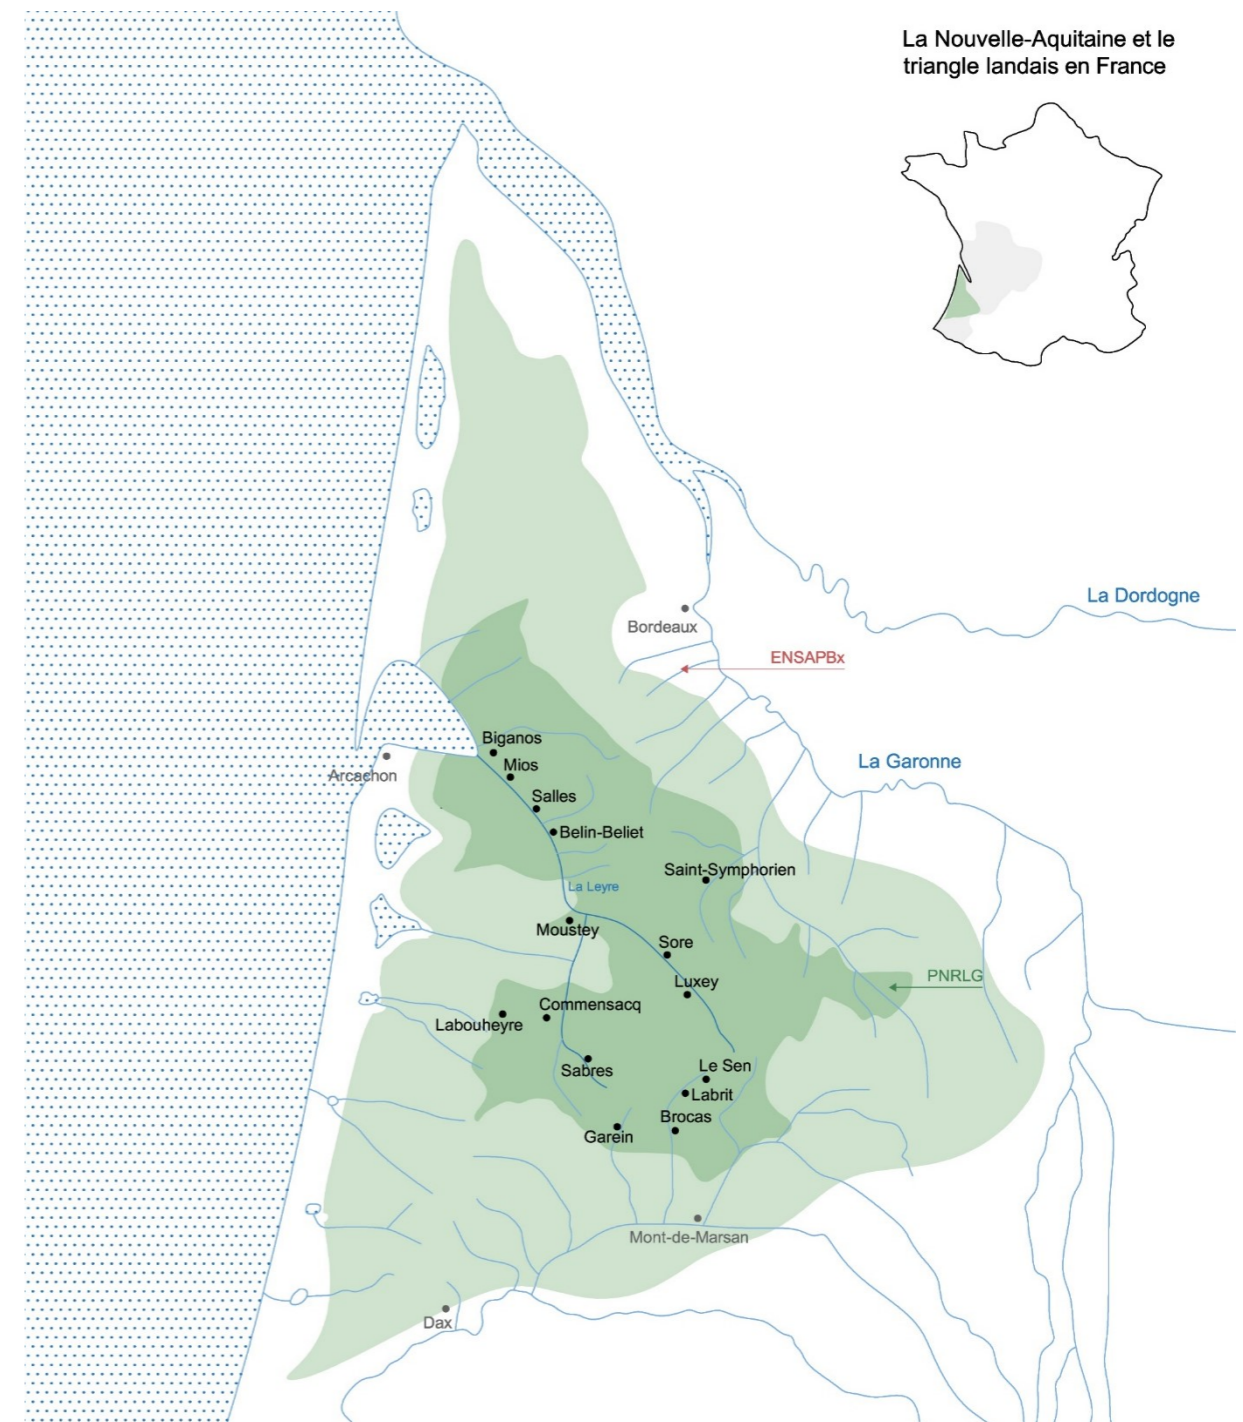 La Nouvelle-Aquitaine et le
triangle landais en France
La Dordogne
Bordeaux
ENSAPBx
Biganos
La Garonne
Mios
Arcachon
Salles
Belin-Beliet
Saint-Symphorien
La Leyre
Moustey
Sore
PNRLG
Luxey
Commensacq
Labouheyre
Sabres
Le Sen
Labrit
Brocas
Garein
Mont-de-Marsan
Dax